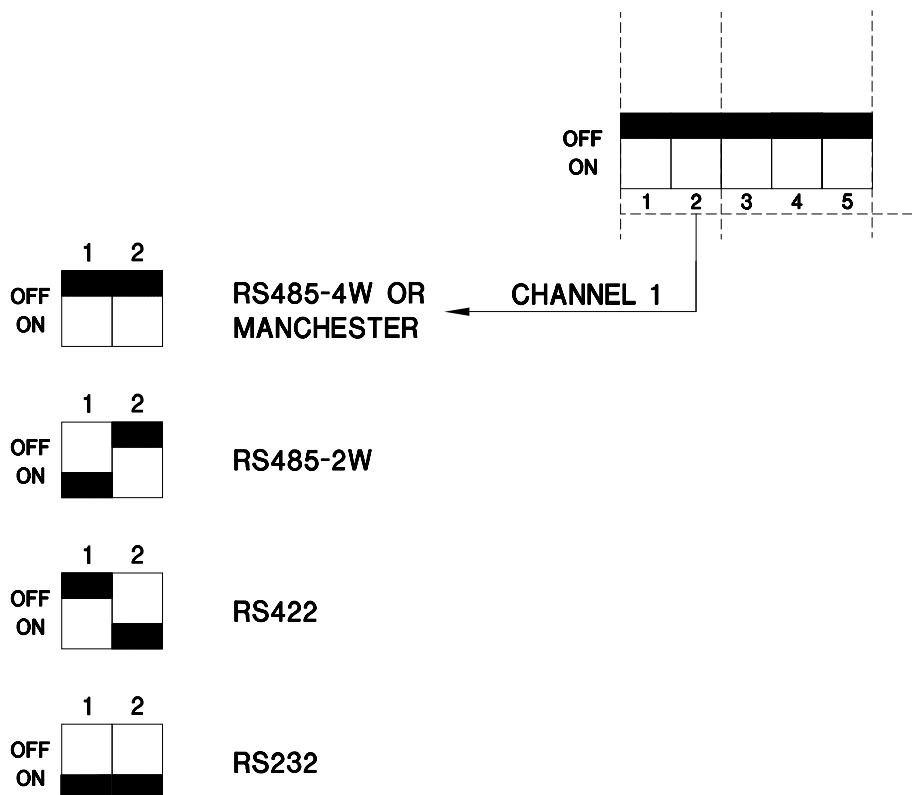 OFF
ON
1 2 3 4 5
CHANNEL 1
1 2
OFF
ON
RS485-4W OR
MANCHESTER
1 2
OFF
ON
RS485-2W
1 2
OFF
ON
RS422
1 2
OFF
ON
RS232